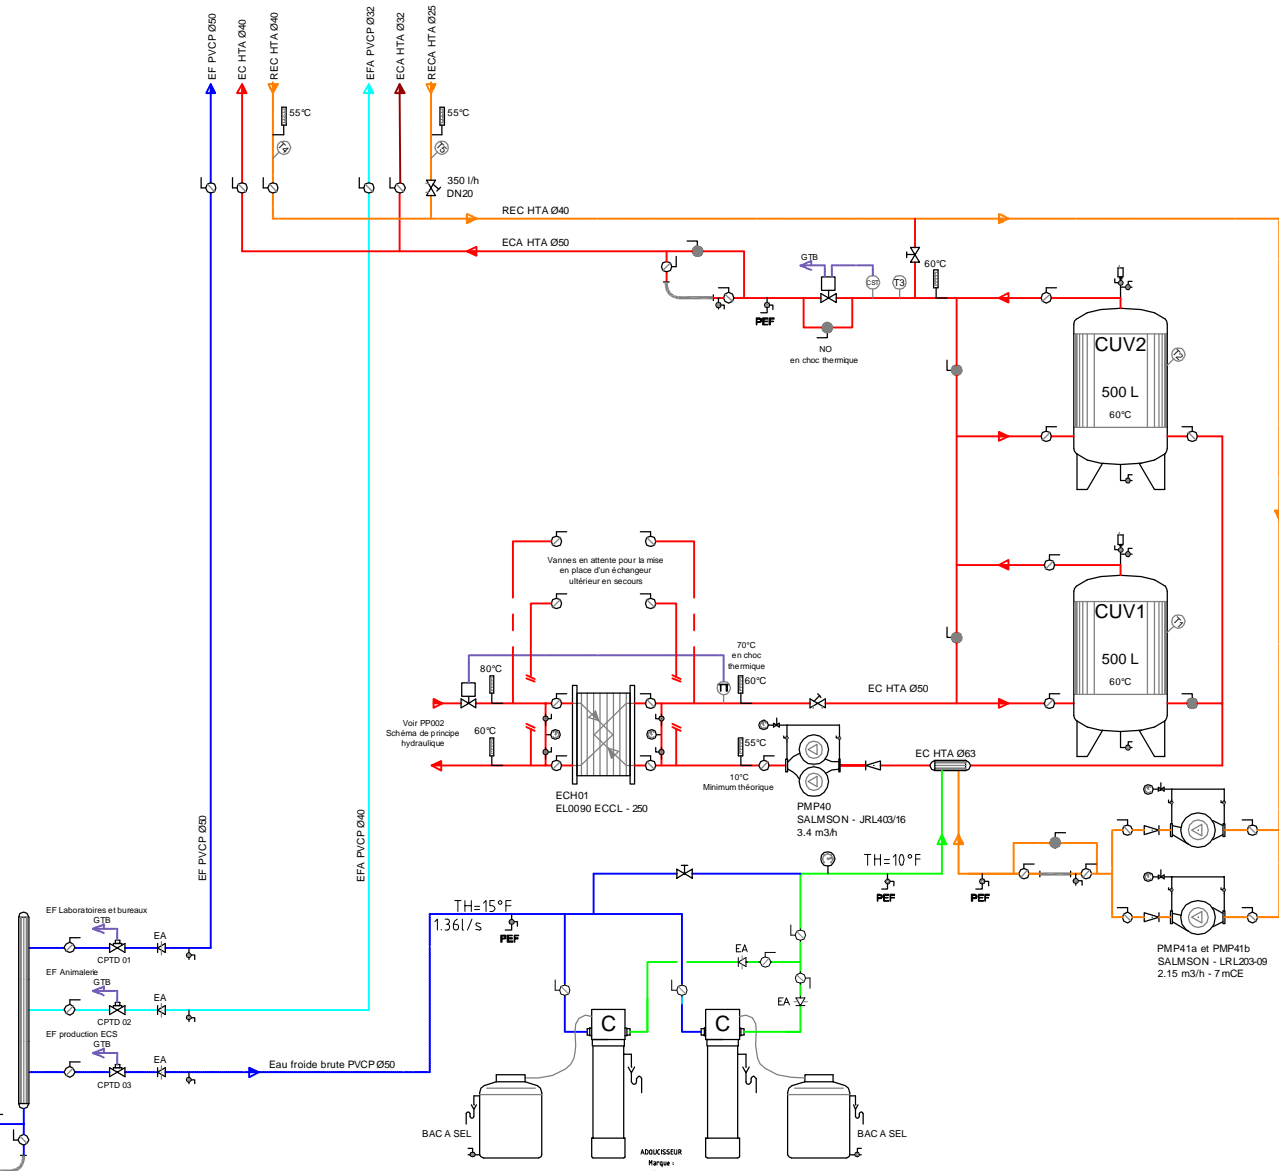 EF PVCP Ø50
EC HTA Ø40
REC HTA Ø40
EFA PVCP Ø32
ECA HTA Ø32
RECA HTA Ø25
55°C
55°C
T4
T5
350 l/h
DN20
REC HTA Ø40
ECA HTA Ø50
GTB
CST
T3
60°C
PEF
NO
en choc thermique
CUV2
500 L
60°C
T2
Vannes en attente pour la mise
en place d'un échangeur
ultérieur en secours
CUV1
500 L
60°C
T1
70°C
en choc
thermique
80°C
TT
60°C
EC HTA Ø50
Voir PP002
Schéma de principe
hydraulique
60°C
55°C
10°C
Minimum théorique
EC HTA Ø63
ECH01
EL0090 ECCL - 250
PMP40
SALMSON - JRL403/16
3.4 m3/h
EF PVCP Ø50
EFA PVCP Ø40
TH=10°F
PEF
PEF
TH=15°F
1.36l/s
PEF
EF Laboratoires et bureaux
GTB
EA
CPTD 01
EF Animalerie
GTB
EA
CPTD 02
EF production ECS
GTB
EA
CPTD 03
Eau froide brute PVCP Ø50
EA
EA
PMP41a et PMP41b
SALMSON - LRL203-09
2.15 m3/h - 7 mCE
C
C
BAC A SEL
BAC A SEL
ADOUCISSEUR
Marque :